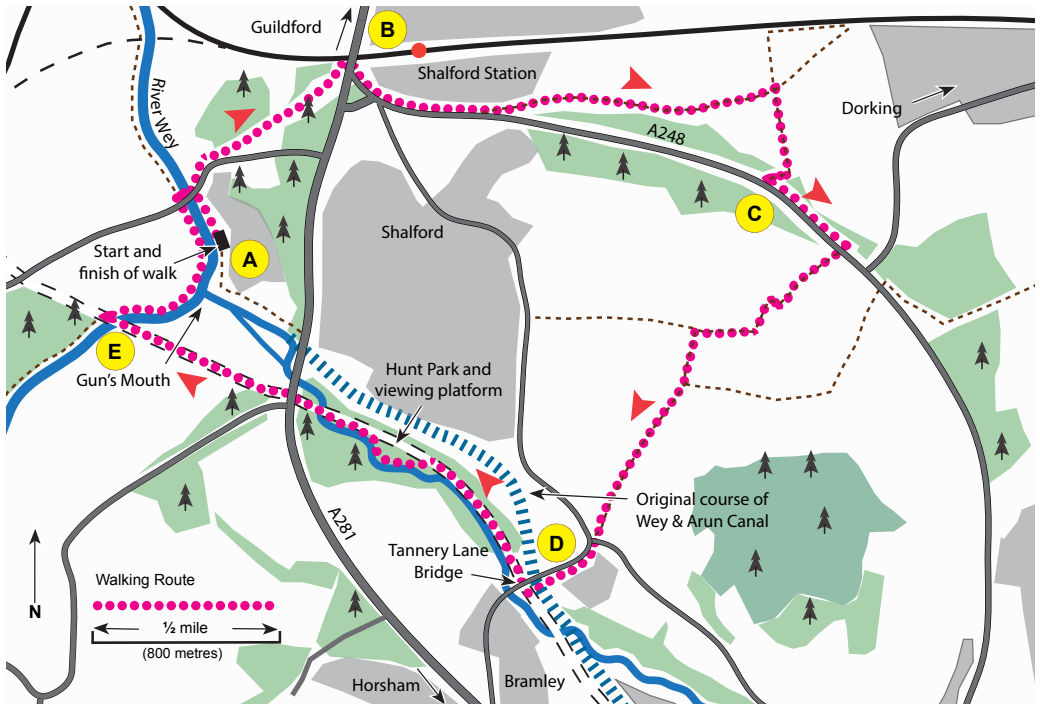 Guildford
B
Shalford Station
Dorking
River Wey
A248
C
Shalford
Start and
finish of walk
A
E
Gun's Mouth
Hunt Park and
viewing platform
Original course of
Wey & Arun Canal
A281
D
Tannery Lane
Bridge
Walking Route
½ mile
(800 metres)
N
Horsham
Bramley